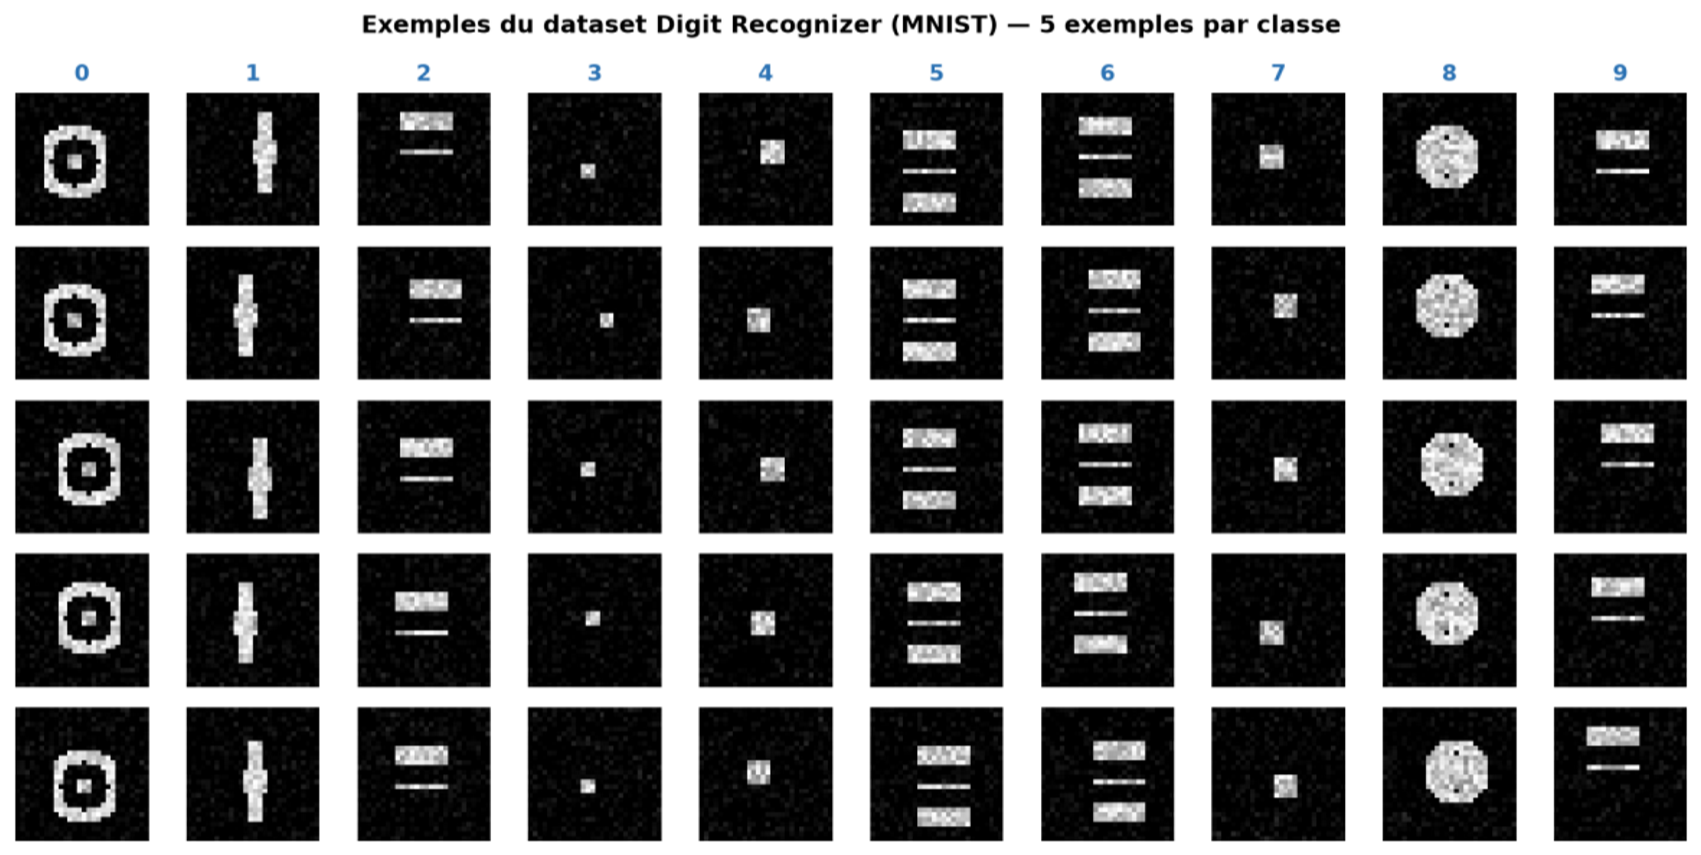 Exemples du dataset Digit Recognizer (MNIST) — 5 exemples par classe
0 1 2 3 4 5 6 7 8 9